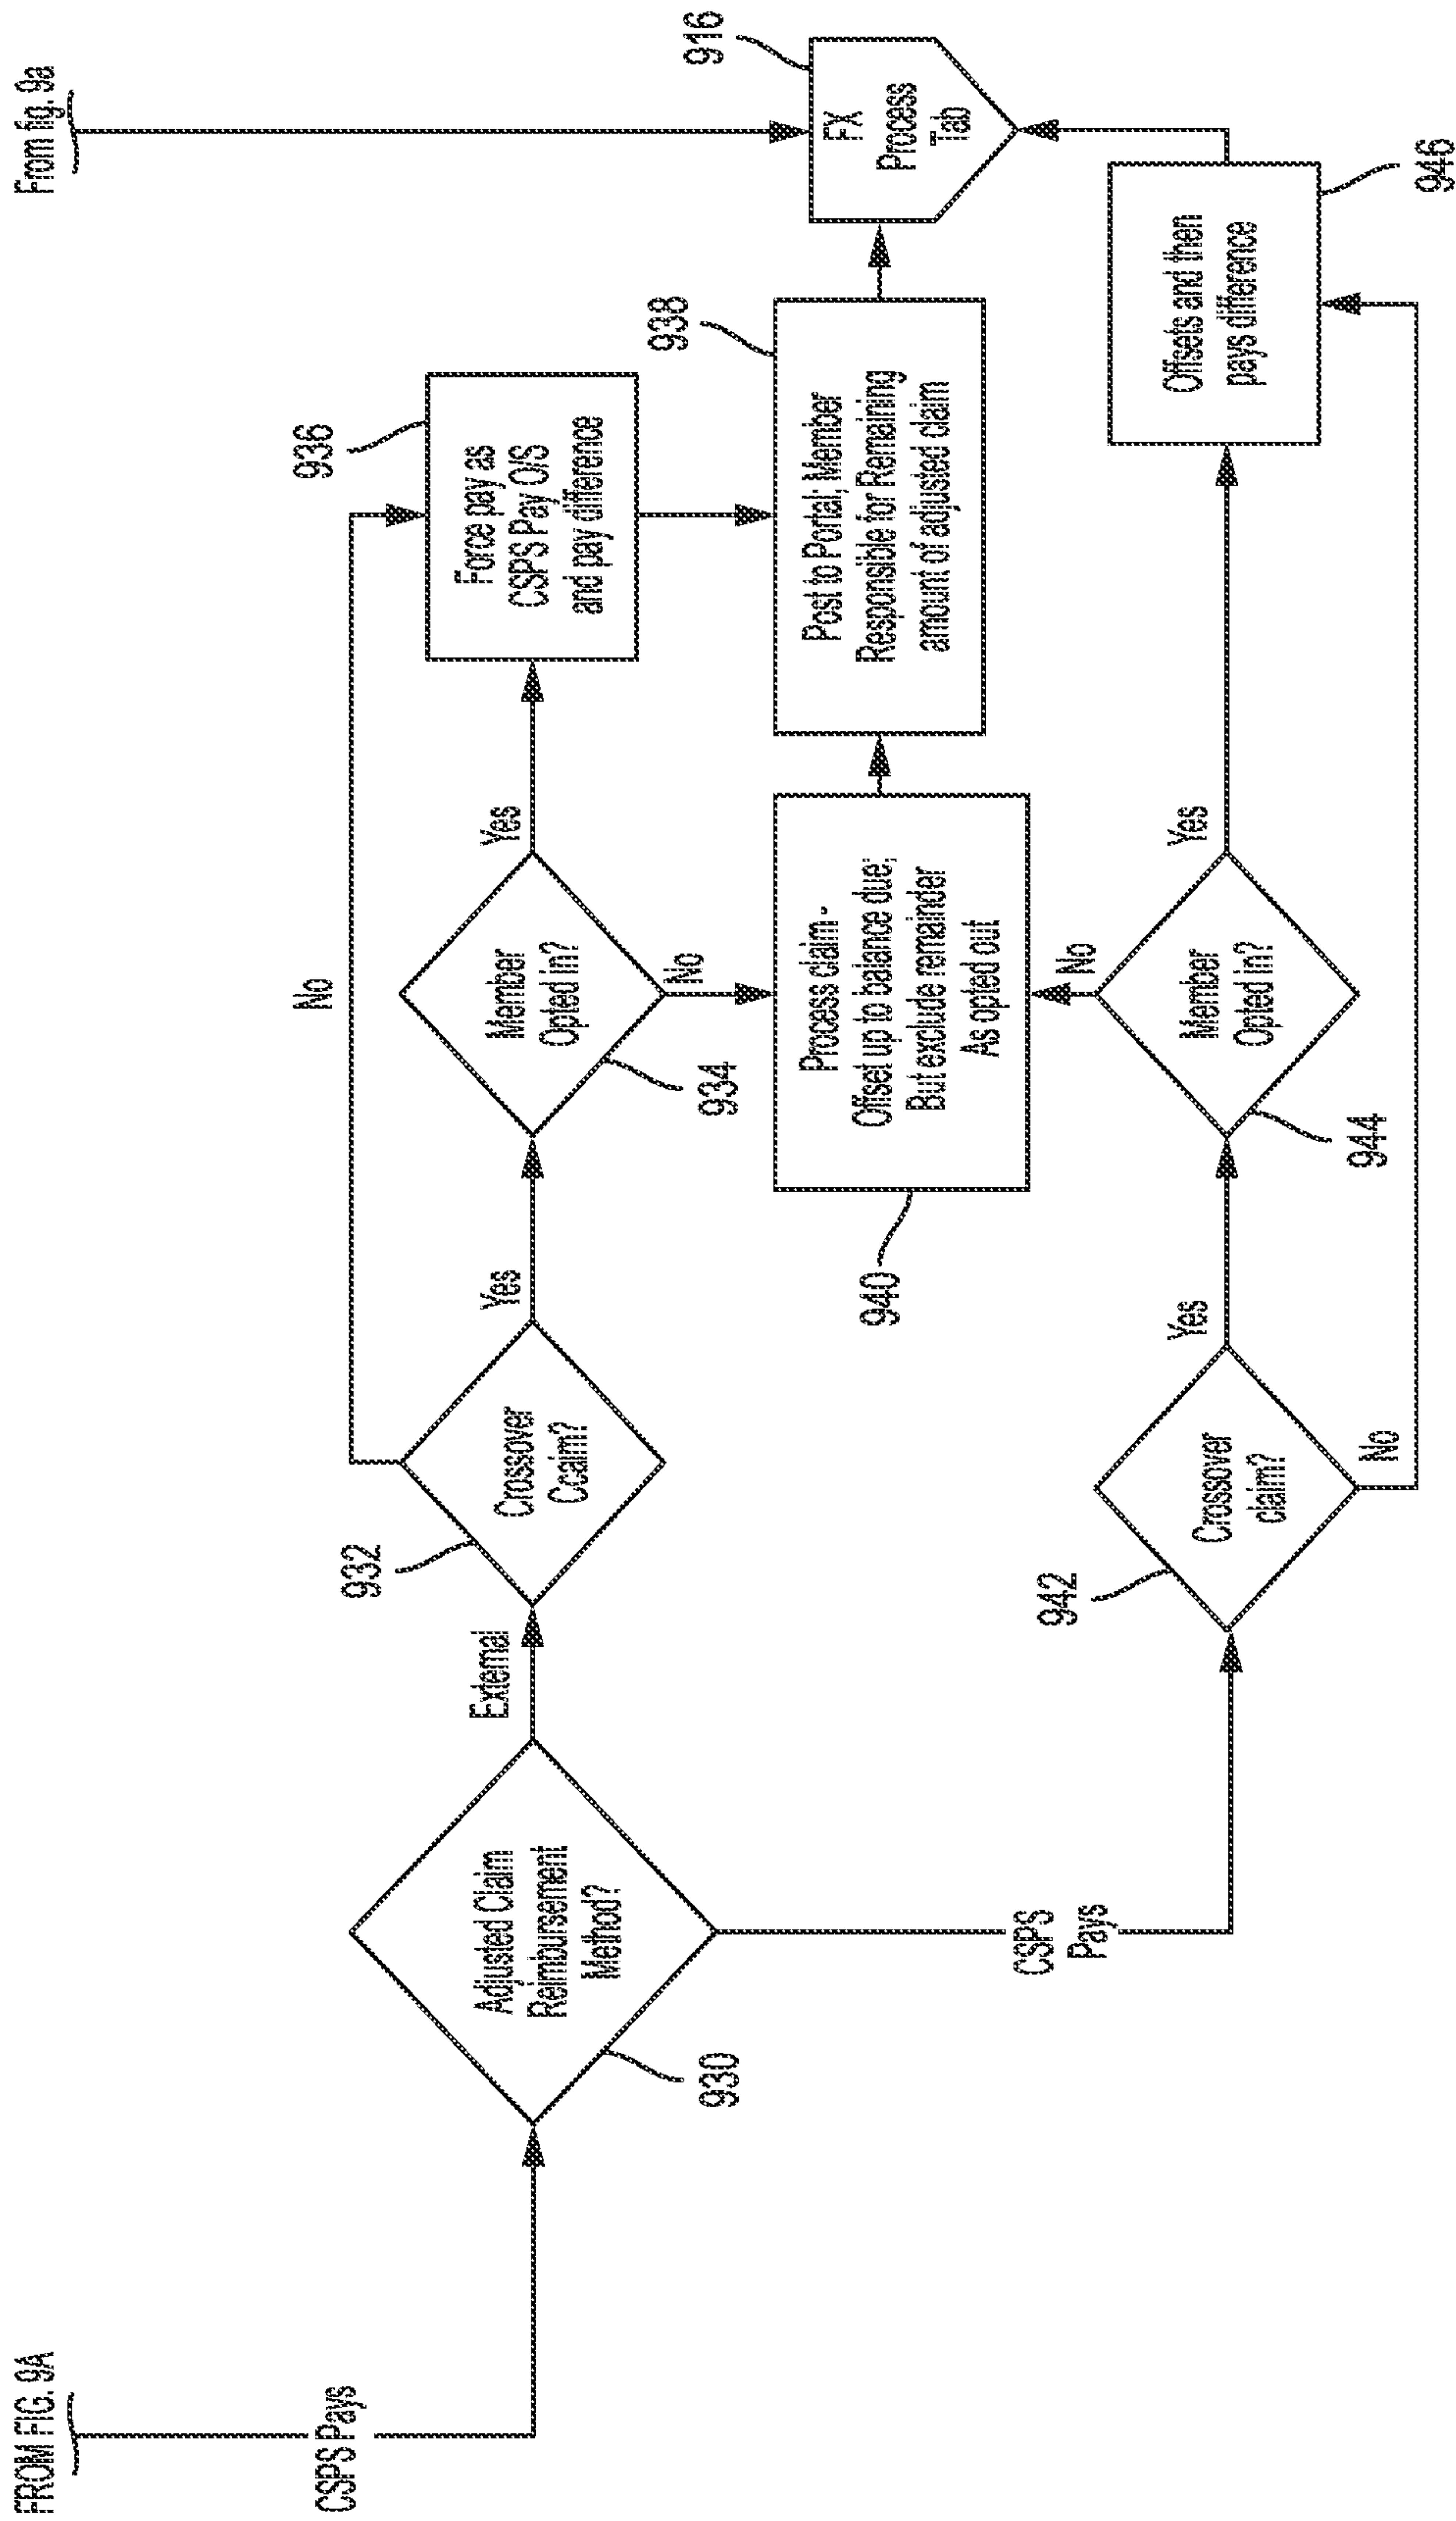 FROM FIG. 9A
CSPS Pays
From fig. 9a
Adjusted Claim
Reimbursement
Method?
930
External
CSPS
Pays
932
Crossover
Ccaim?
Yes
No
Member
Opted in?
934
Yes
No
936
Force pay as
CSPS Pay O/S
and pay difference
938
Post to Portal; Member
Responsible for Remaining
amount of adjusted claim
916
FX
Process
Tab
Process claim -
Offset up to balance due;
But exclude remainder
As opted out
940
942
Crossover
claim?
Yes
No
Member
Opted in?
944
Yes
No
Offsets and then
pays difference
946